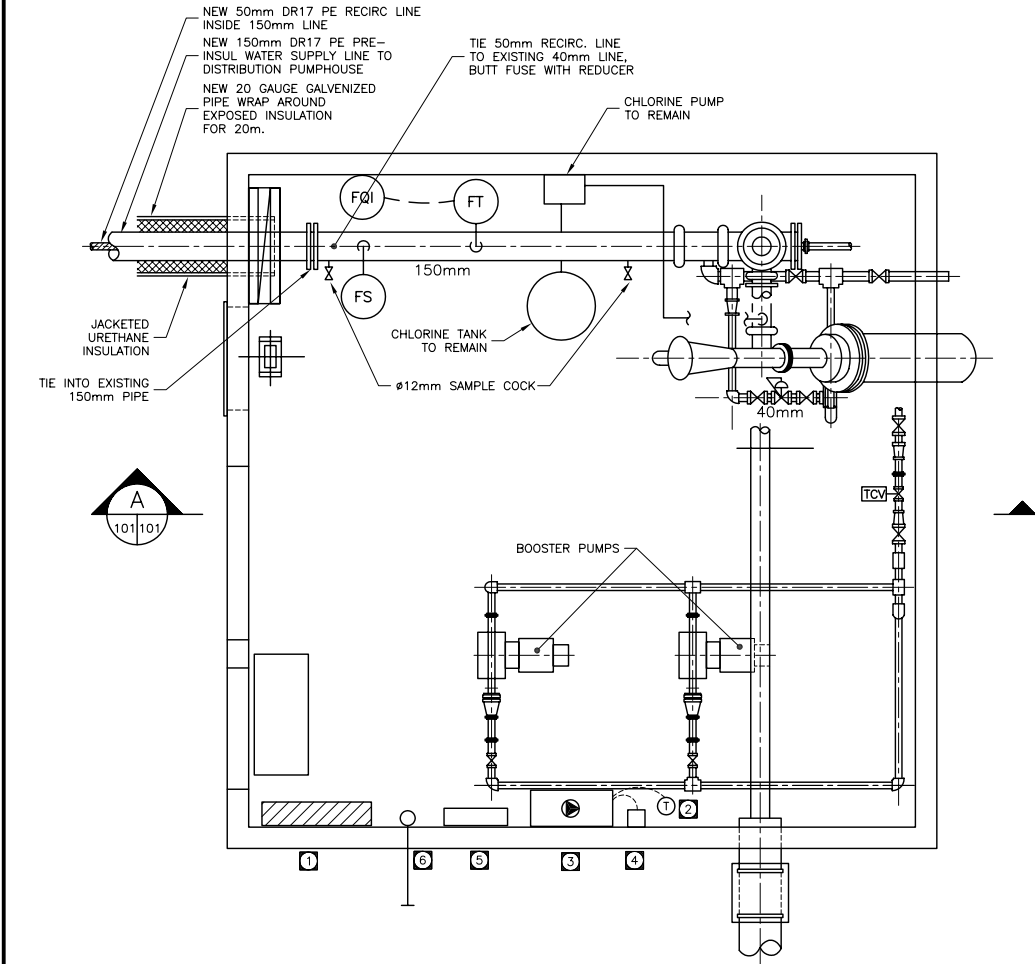 NEW 50mm DR17 PE RECIRC LINE
INSIDE 150mm LINE
NEW 150mm DR17 PE PRE-
INSUL WATER SUPPLY LINE TO
DISTRIBUTION PUMPHOUSE
NEW 20 GAUGE GALVENIZED
PIPE WRAP AROUND
EXPOSED INSULATION
FOR 20m.
TIE 50mm RECIRC. LINE
TO EXISTING 40mm LINE,
BUTT FUSE WITH REDUCER
CHLORINE PUMP
TO REMAIN
FQI
FT
150mm
FS
JACKETED
URETHANE
INSULATION
CHLORINE TANK
TO REMAIN
TIE INTO EXISTING
150mm PIPE
ø12mm SAMPLE COCK
40mm
A
101 101
TCV
BOOSTER PUMPS
T
2
1
6
5
3
4